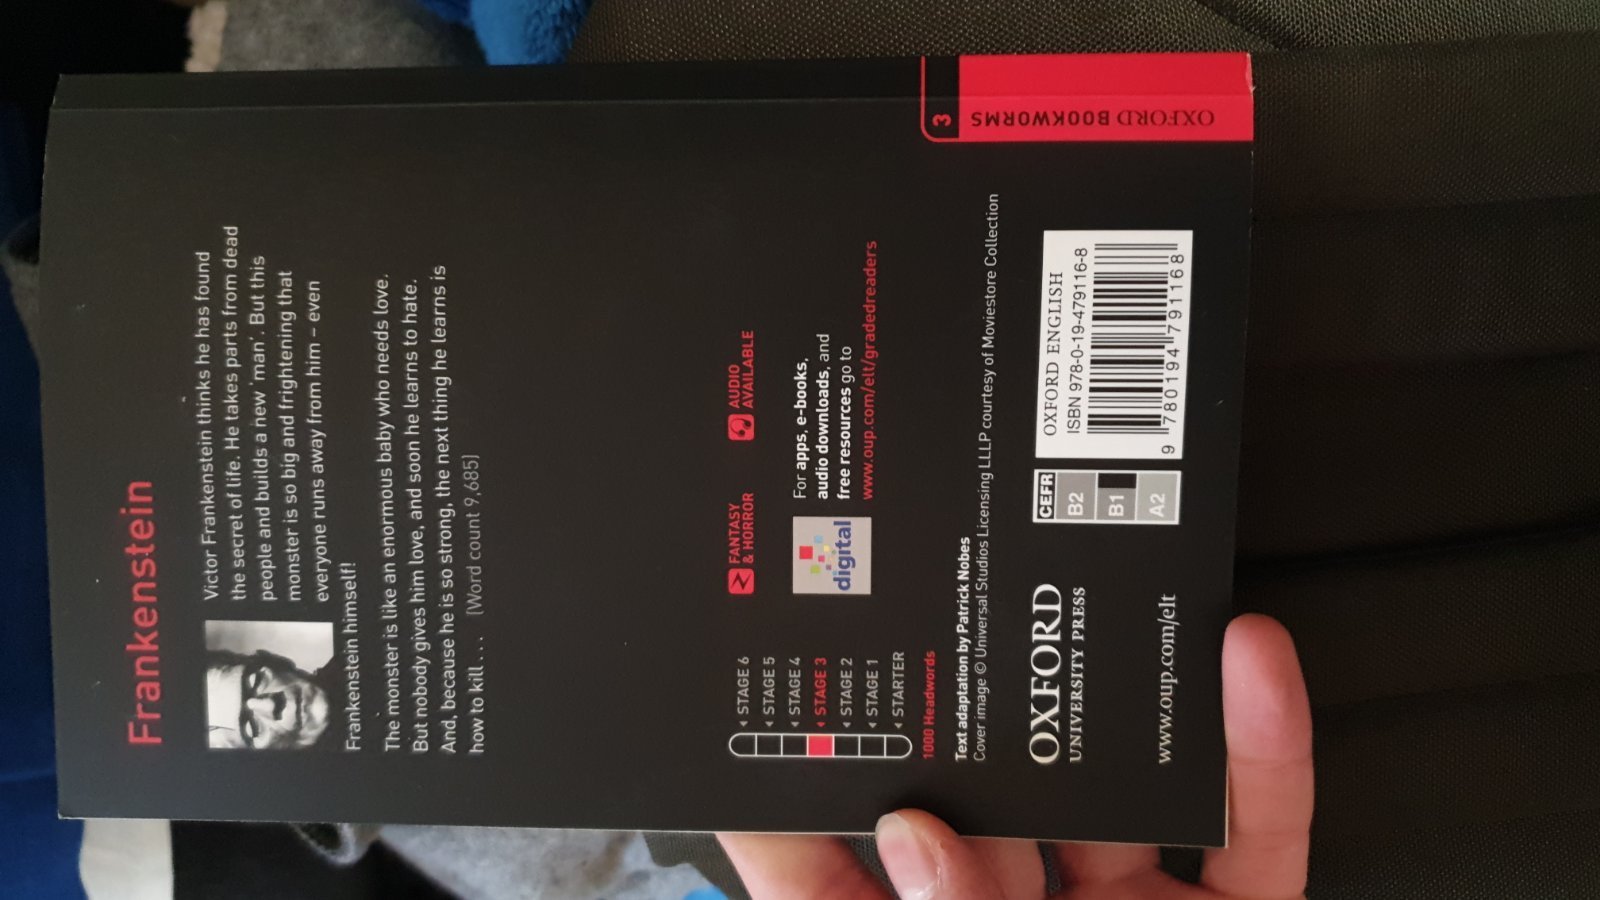 Frankenstein
Victor Frankenstein thinks he has found
the secret of life. He takes parts from dead
people and builds a new 'man'. But this
monster is so big and frightening that
everyone runs away from him – even
Frankenstein himself!
The monster is like an enormous baby who needs love.
But nobody gives him love, and soon he learns to hate.
And, because he is so strong, the next thing he learns is
how to kill . . . [Word count 9,685]
STAGE 6
STAGE 5
STAGE 4
STAGE 3
STAGE 2
STAGE 1
STARTER
1000 Headwords
FANTASY
& HORROR
AUDIO
AVAILABLE
digital
For apps, e-books,
audio downloads, and
free resources go to
www.oup.com/elt/gradedreaders
Text adaptation by Patrick Nobes
Cover image © Universal Studios Licensing LLLP courtesy of Moviestore Collection
OXFORD
UNIVERSITY PRESS
www.oup.com/elt
CEFR
B2
B1
A2
OXFORD ENGLISH
ISBN 978-0-19-479116-8
9 780194 791168
3
OXFORD BOOKWORMS